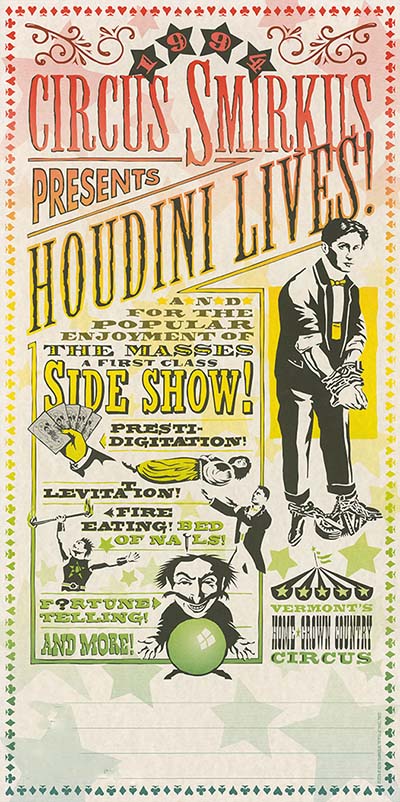 1994
CIRCUS SMIRKUS
PRESENTS
HOUDINI LIVES!
AND
FOR THE
POPULAR
ENJOYMENT OF
THE MASSES
A FIRST CLASS
SIDE SHOW!
PRESTI-
DIGITATION!
LEVITATION!
FIRE
EATING! BED
OF NAILS!
F?RTUNE
TELLING!
AND MORE!
VERMONT'S
HOME GROWN COUNTRY
CIRCUS